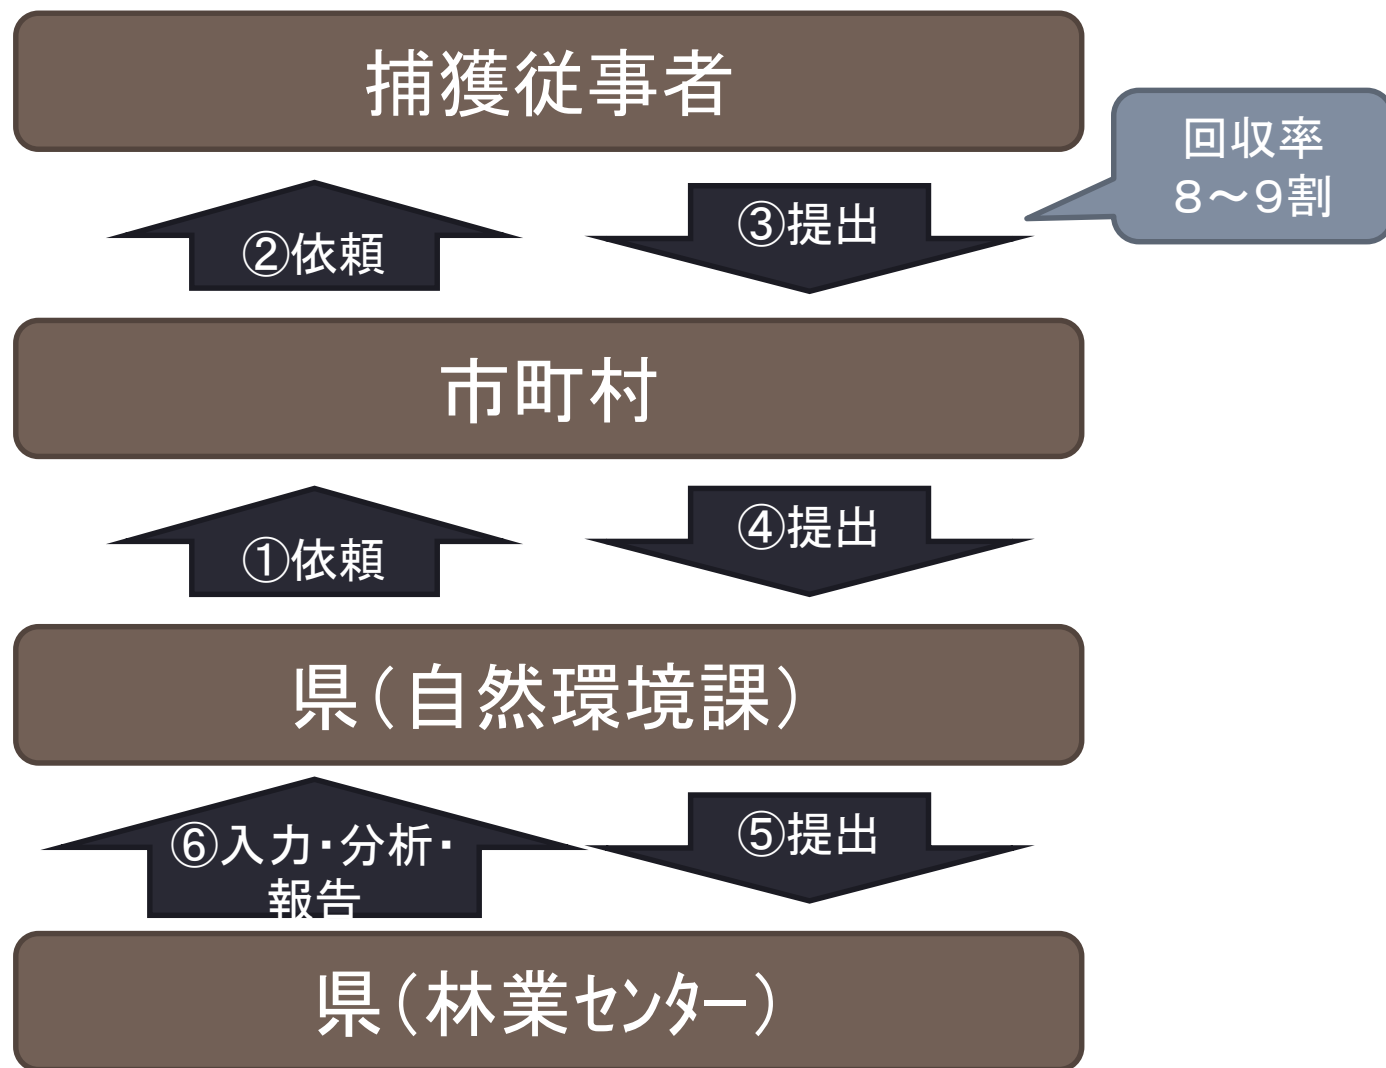 捕獲従事者
回収率
８～９割
②依頼
③提出
市町村
①依頼
④提出
県（自然環境課）
⑥入力・分析・
報告
⑤提出
県（林業センター）